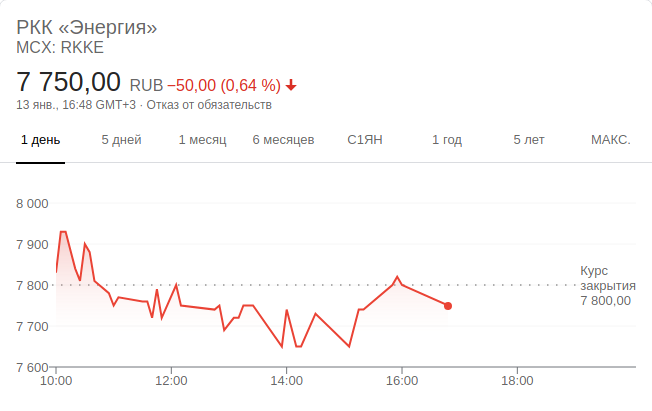 РКК «Энергия»
MCX: RKKE
7 750,00 RUB −50,00 (0,64 %)
13 янв., 16:48 GMT+3 · Отказ от обязательств
1 день 5 дней 1 месяц 6 месяцев С1ЯН 1 год 5 лет МАКС.
8 000
7 900
7 800
7 700
7 600
Курс
закрытия
7 800,00
10:00 12:00 14:00 16:00 18:00